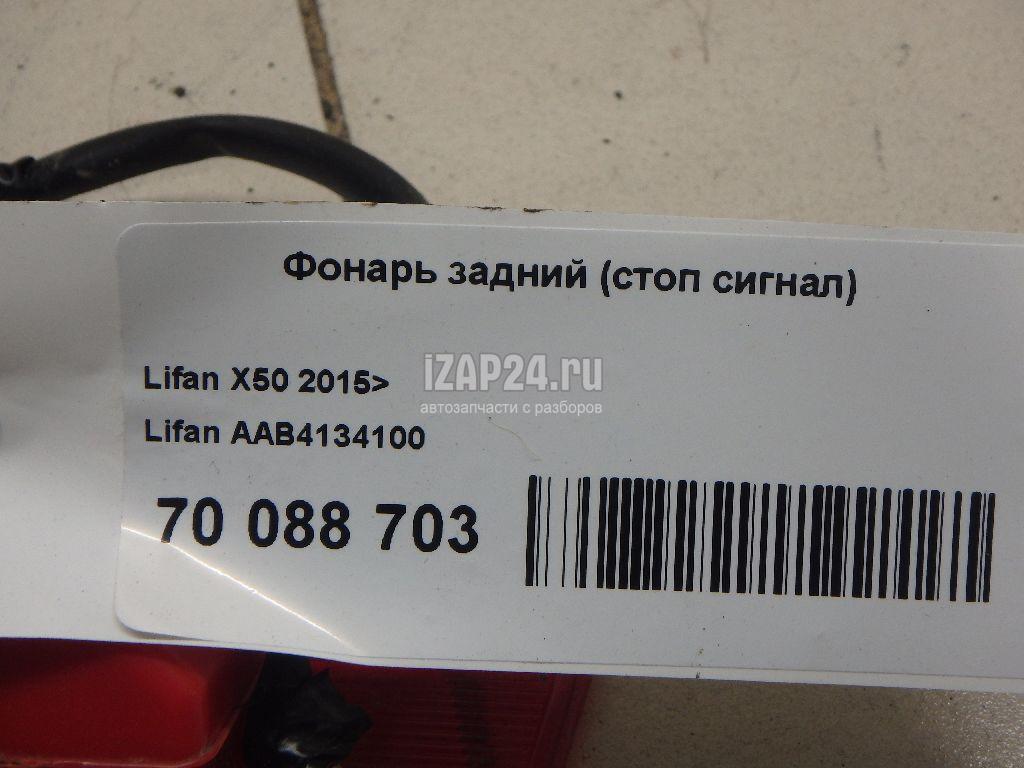 Фонарь задний (стоп сигнал)
Lifan X50 2015>
iZAP24.ru
автозапчасти с разборов
Lifan AAB4134100
70 088 703